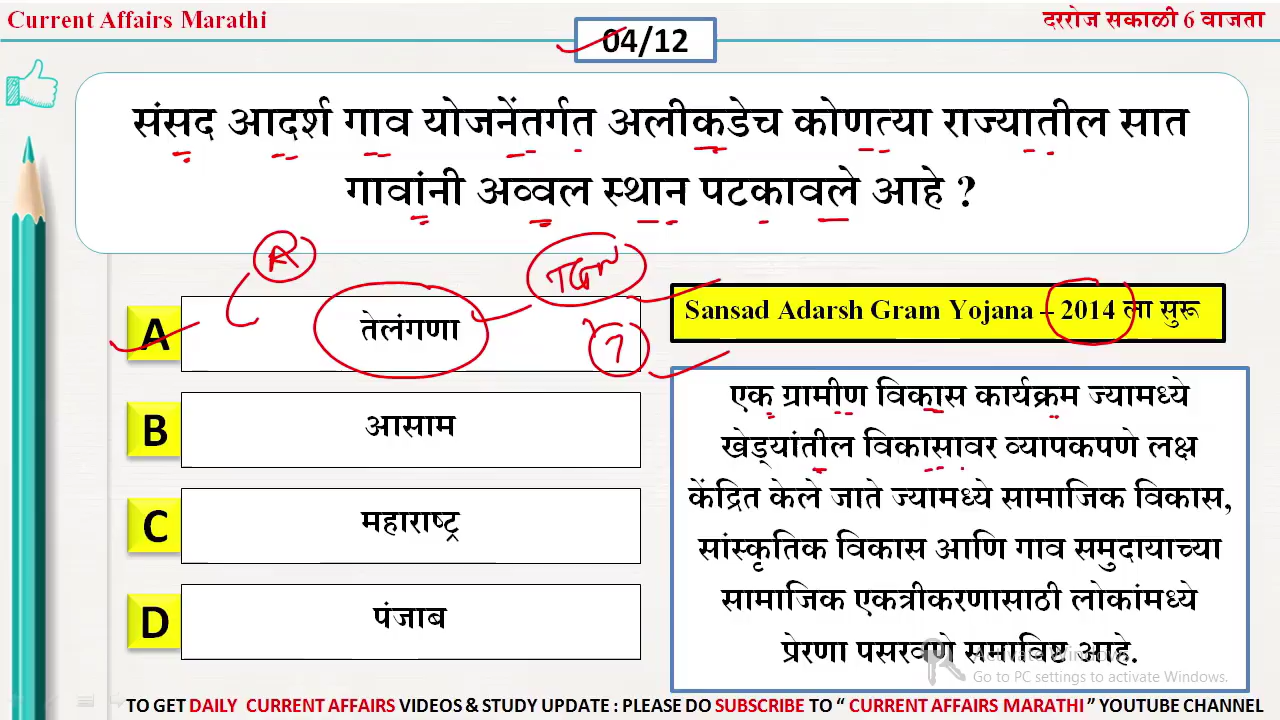 Current Affairs Marathi
दररोज सकाळी 6 वाजता
04/12
संसद आदर्श गाव योजनेंतर्गत अलीकडेच कोणत्या राज्यातील सात
गावांनी अव्वल स्थान पटकावले आहे ?
A तेलंगणा
7
B आसाम
C महाराष्ट्र
D पंजाब
Sansad Adarsh Gram Yojana – 2014 ला सुरू
एक ग्रामीण विकास कार्यक्रम ज्यामध्ये
खेड्यांतील विकासावर व्यापकपणे लक्ष
केंद्रित केले जाते ज्यामध्ये सामाजिक विकास,
सांस्कृतिक विकास आणि गाव समुदायाच्या
सामाजिक एकत्रीकरणासाठी लोकांमध्ये
प्रेरणा पसरवणे समाविष्ट आहे.
Activate Windows
Go to PC settings to activate Windows.
TO GET DAILY CURRENT AFFAIRS VIDEOS & STUDY UPDATE : PLEASE DO SUBSCRIBE TO “ CURRENT AFFAIRS MARATHI ” YOUTUBE CHANNEL